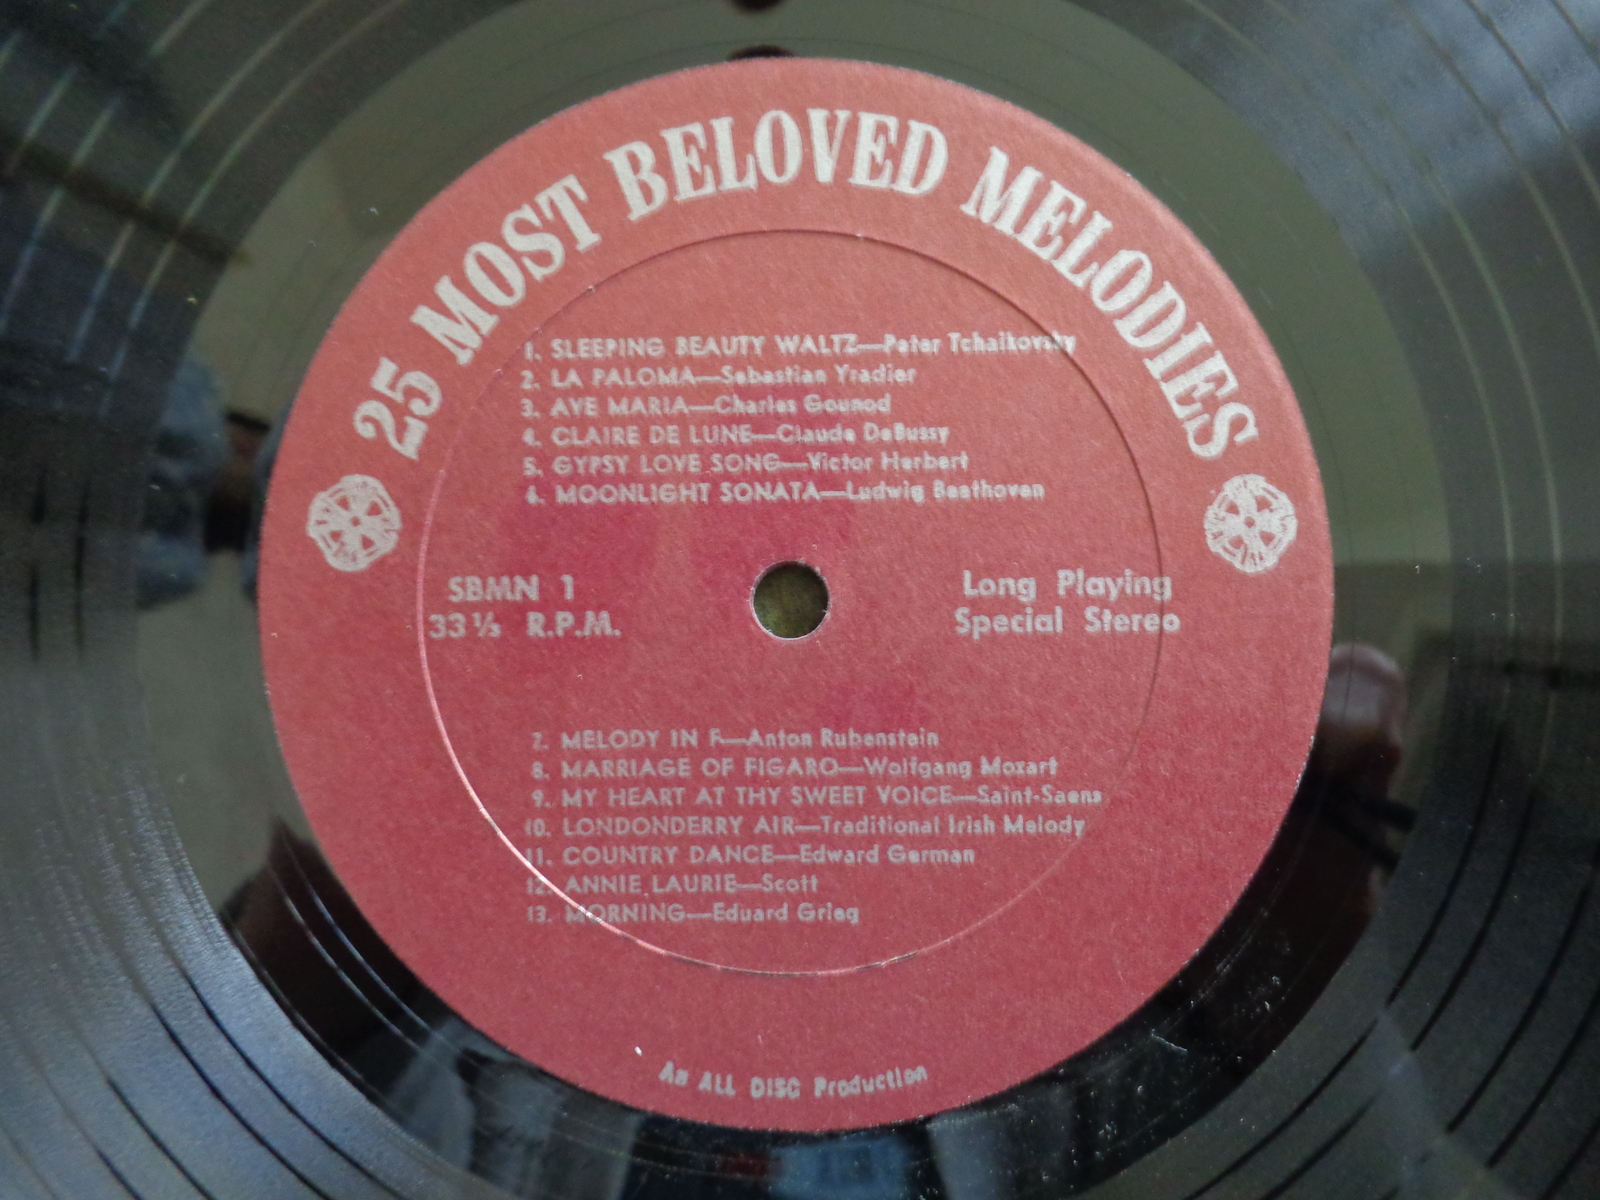 25 MOST BELOVED MELODIES
1. SLEEPING BEAUTY WALTZ—Peter Tchaikovsky
2. LA PALOMA—Sebastian Yradier
3. AVE MARIA—Charles Gounod
4. CLAIRE DE LUNE—Claude DeBussy
5. GYPSY LOVE SONG—Victor Herbert
6. MOONLIGHT SONATA—Ludwig Beethoven
SBMN 1
33 ⅓ R.P.M.
Long Playing
Special Stereo
7. MELODY IN F—Anton Rubenstein
8. MARRIAGE OF FIGARO—Wolfgang Mozart
9. MY HEART AT THY SWEET VOICE—Saint-Saens
10. LONDONDERRY AIR—Traditional Irish Melody
11. COUNTRY DANCE—Edward German
12. ANNIE LAURIE—Scott
13. MORNING—Eduard Grieg
An ALL DISC Production